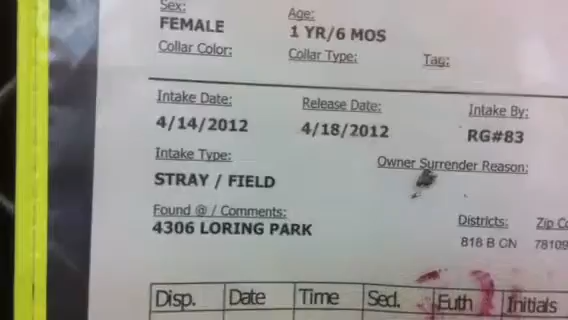 Sex: Age:
FEMALE 1 YR/6 MOS
Collar Color: Collar Type: Tag:
Intake Date: Release Date: Intake By:
4/14/2012 4/18/2012 RG#83
Intake Type: Owner Surrender Reason:
STRAY / FIELD
Found @ / Comments: Districts: Zip
4306 LORING PARK 818 B CN 78109
Disp. Date Time Sed. Euth Initials